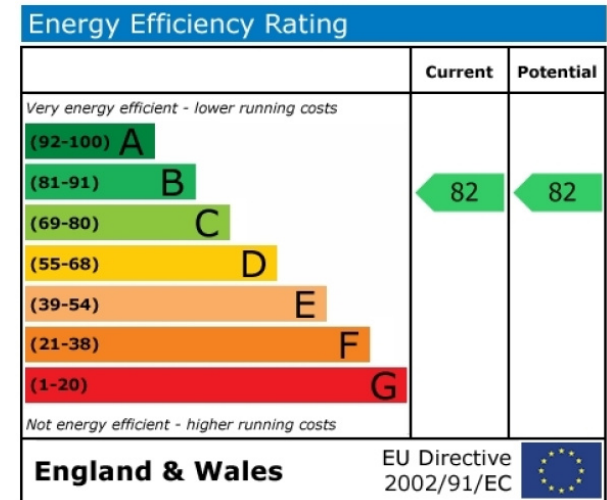 Energy Efficiency Rating
Current Potential
Very energy efficient - lower running costs
(92-100) A
(81-91) B 82 82
(69-80) C
(55-68) D
(39-54) E
(21-38) F
(1-20) G
Not energy efficient - higher running costs
England & Wales
EU Directive
2002/91/EC